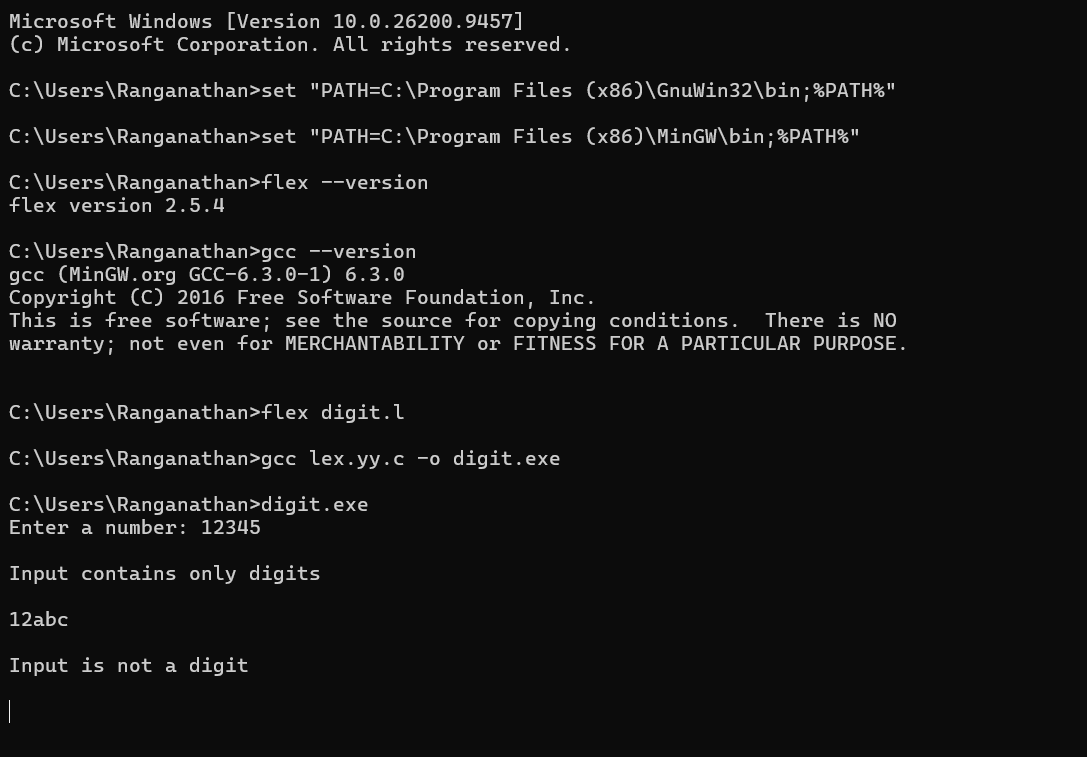 Microsoft Windows [Version 10.0.26200.9457]
(c) Microsoft Corporation. All rights reserved.
C:\Users\Ranganathan>set "PATH=C:\Program Files (x86)\GnuWin32\bin;%PATH%"
C:\Users\Ranganathan>set "PATH=C:\Program Files (x86)\MinGW\bin;%PATH%"
C:\Users\Ranganathan>flex --version
flex version 2.5.4
C:\Users\Ranganathan>gcc --version
gcc (MinGW.org GCC-6.3.0-1) 6.3.0
Copyright (C) 2016 Free Software Foundation, Inc.
This is free software; see the source for copying conditions.  There is NO
warranty; not even for MERCHANTABILITY or FITNESS FOR A PARTICULAR PURPOSE.
C:\Users\Ranganathan>flex digit.l
C:\Users\Ranganathan>gcc lex.yy.c -o digit.exe
C:\Users\Ranganathan>digit.exe
Enter a number: 12345
Input contains only digits
12abc
Input is not a digit